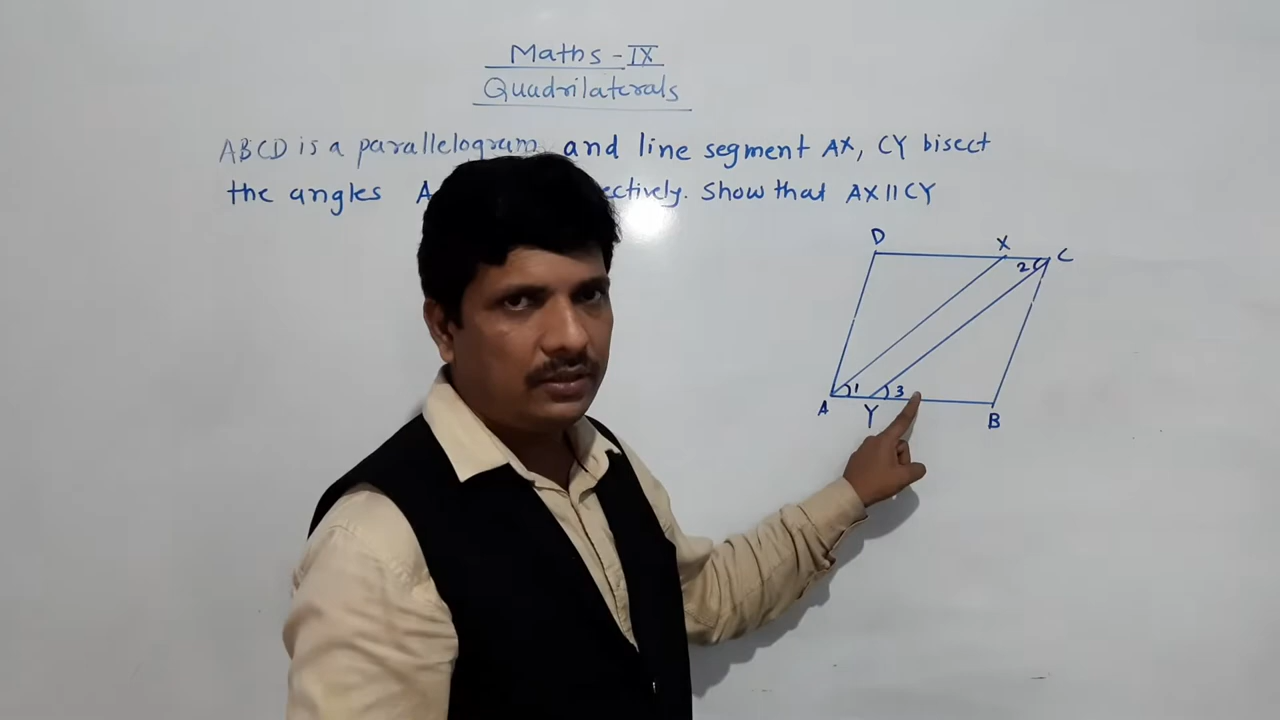 Maths - IX
Quadrilaterals
ABCD is a parallelogram and line segment AX, CY bisect
the angles A ectively. Show that AX || CY
D X C
2
1 3
A Y B